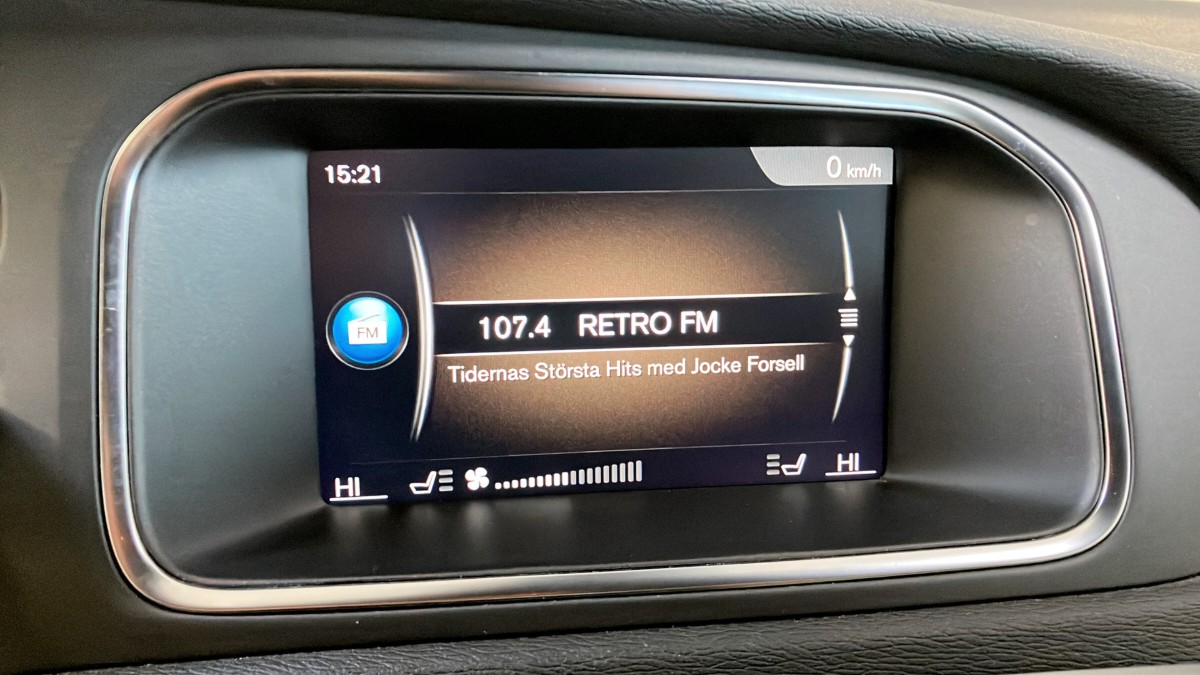 15:21
0 km/h
FM
107.4 RETRO FM
Tidernas Största Hits med Jocke Forsell
HI
HI